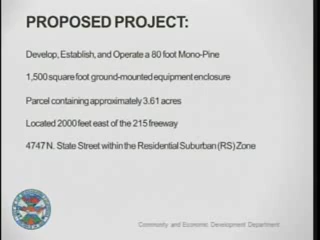 PROPOSED PROJECT:
Develop, Establish, and Operate a 80 foot Mono-Pine
1,500 square foot ground-mounted equipment enclosure
Parcel containing approximately 3.61 acres
Located 2000 feet east of the 215 freeway
4747 N. State Street within the Residential Suburban (RS) Zone
Community and Economic Development Department